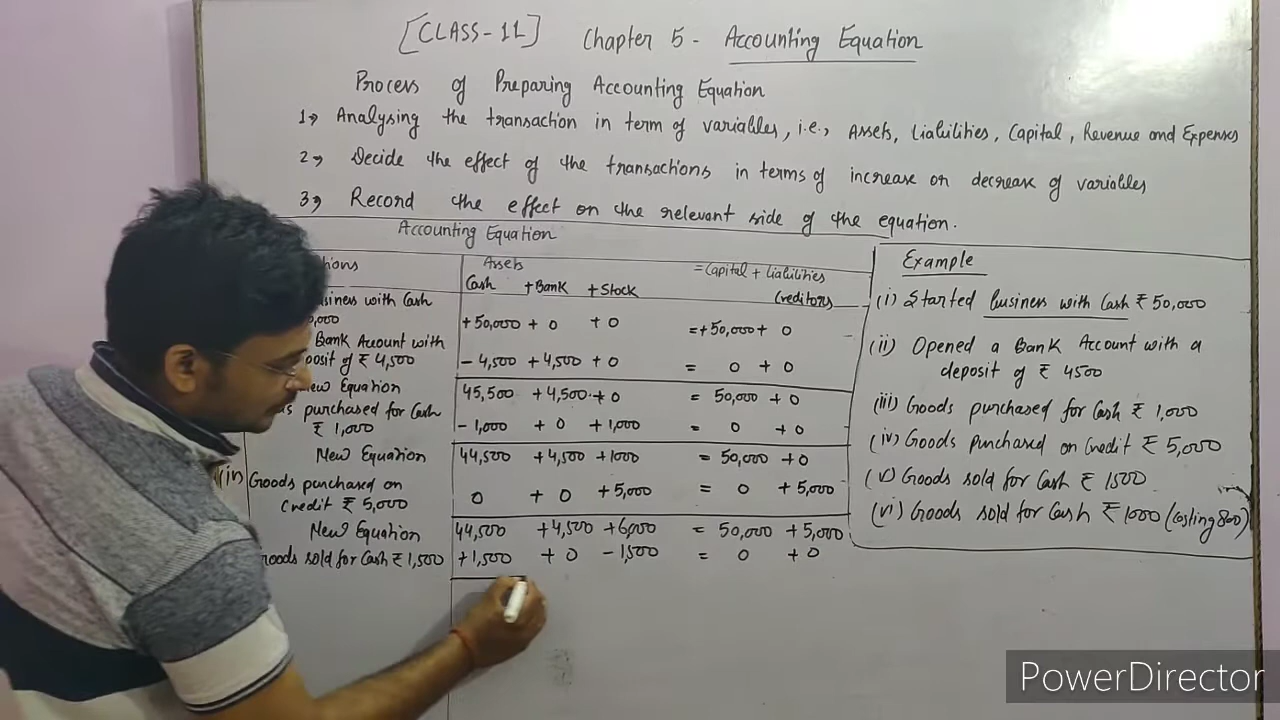 [CLASS-11] Chapter 5 - Accounting Equation
Process of Preparing Accounting Equation
1⇒ Analysing the transaction in term of variables, i.e., Assets, Liabilities, Capital, Revenue and Expenses
2⇒ Decide the effect of the transactions in terms of increase or decrease of variables
3⇒ Record the effect on the relevant side of the equation.
Accounting Equation
Assets = Capital + Liabilities
Cash + Bank + Stock (creditors
with Cash
+50,000 + 0 + 0 =+50,000+ 0
Bank Account with
of ₹ 4,500 - 4,500 + 4,500 + 0 = 0 + 0
New Equation 45,500 + 4,500 + 0 = 50,000 + 0
purchased for Cash
₹ 1,000 - 1,000 + 0 + 1,000 = 0 + 0
New Equation 44,500 + 4,500 + 1000 = 50,000 + 0
(iv) Goods purchased on
Credit ₹ 5,000 0 + 0 + 5,000 = 0 + 5,000
New Equation 44,500 + 4,500 + 6,000 = 50,000 + 5,000
Goods sold for Cash ₹ 1,500 + 1,500 + 0 - 1,500 = 0 + 0
Example
(i) Started business with Cash ₹ 50,000
(ii) Opened a Bank Account with a
deposit of ₹ 4500
(iii) Goods purchased for Cash ₹ 1,000
(iv) Goods purchased on Credit ₹ 5,000
(v) Goods sold for Cash ₹ 1500
(vi) Goods sold for Cash ₹ 1000 (Costing 800)
PowerDirector